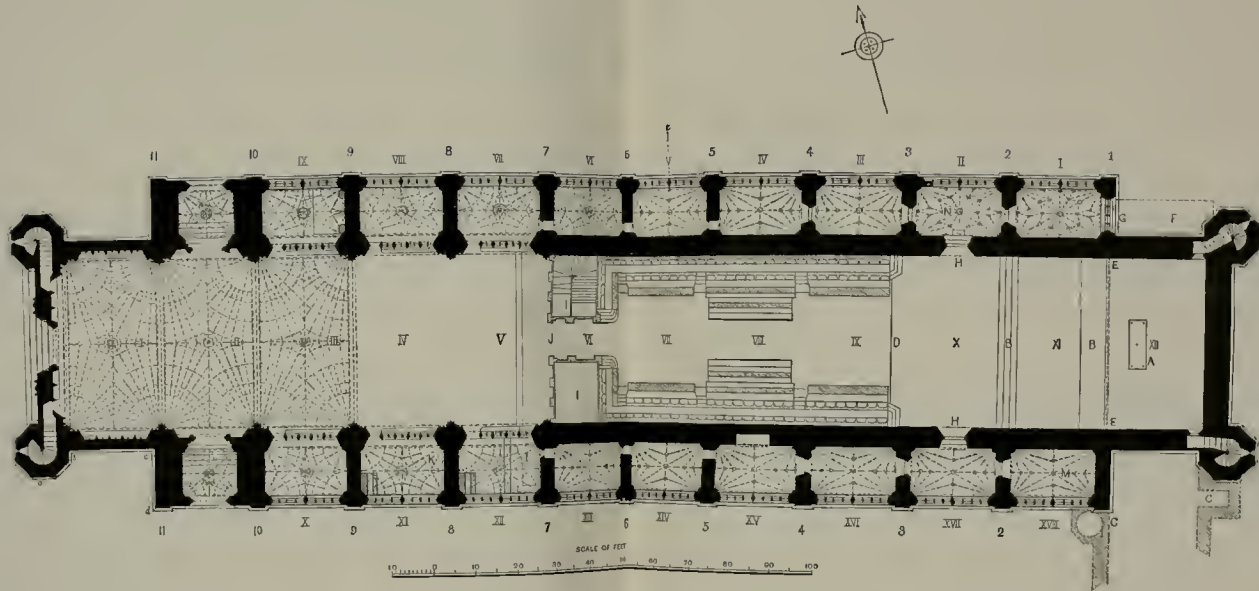 11 10 IX 9 VIII 8 VII 7 VI 6 V 5 IV 4 III 3 II 2 I 1
N G G F
H E
I II III IV V J VI VII VIII IX D X B XI B XII
A
I
H E
K L M
11 10 X 9 XI 8 XII 7 XIII 6 XIV 5 XV 4 XVI 3 XVII 2 XVIII C C
SCALE OF FEET
10 0 10 20 30 40 50 60 70 80 90 100